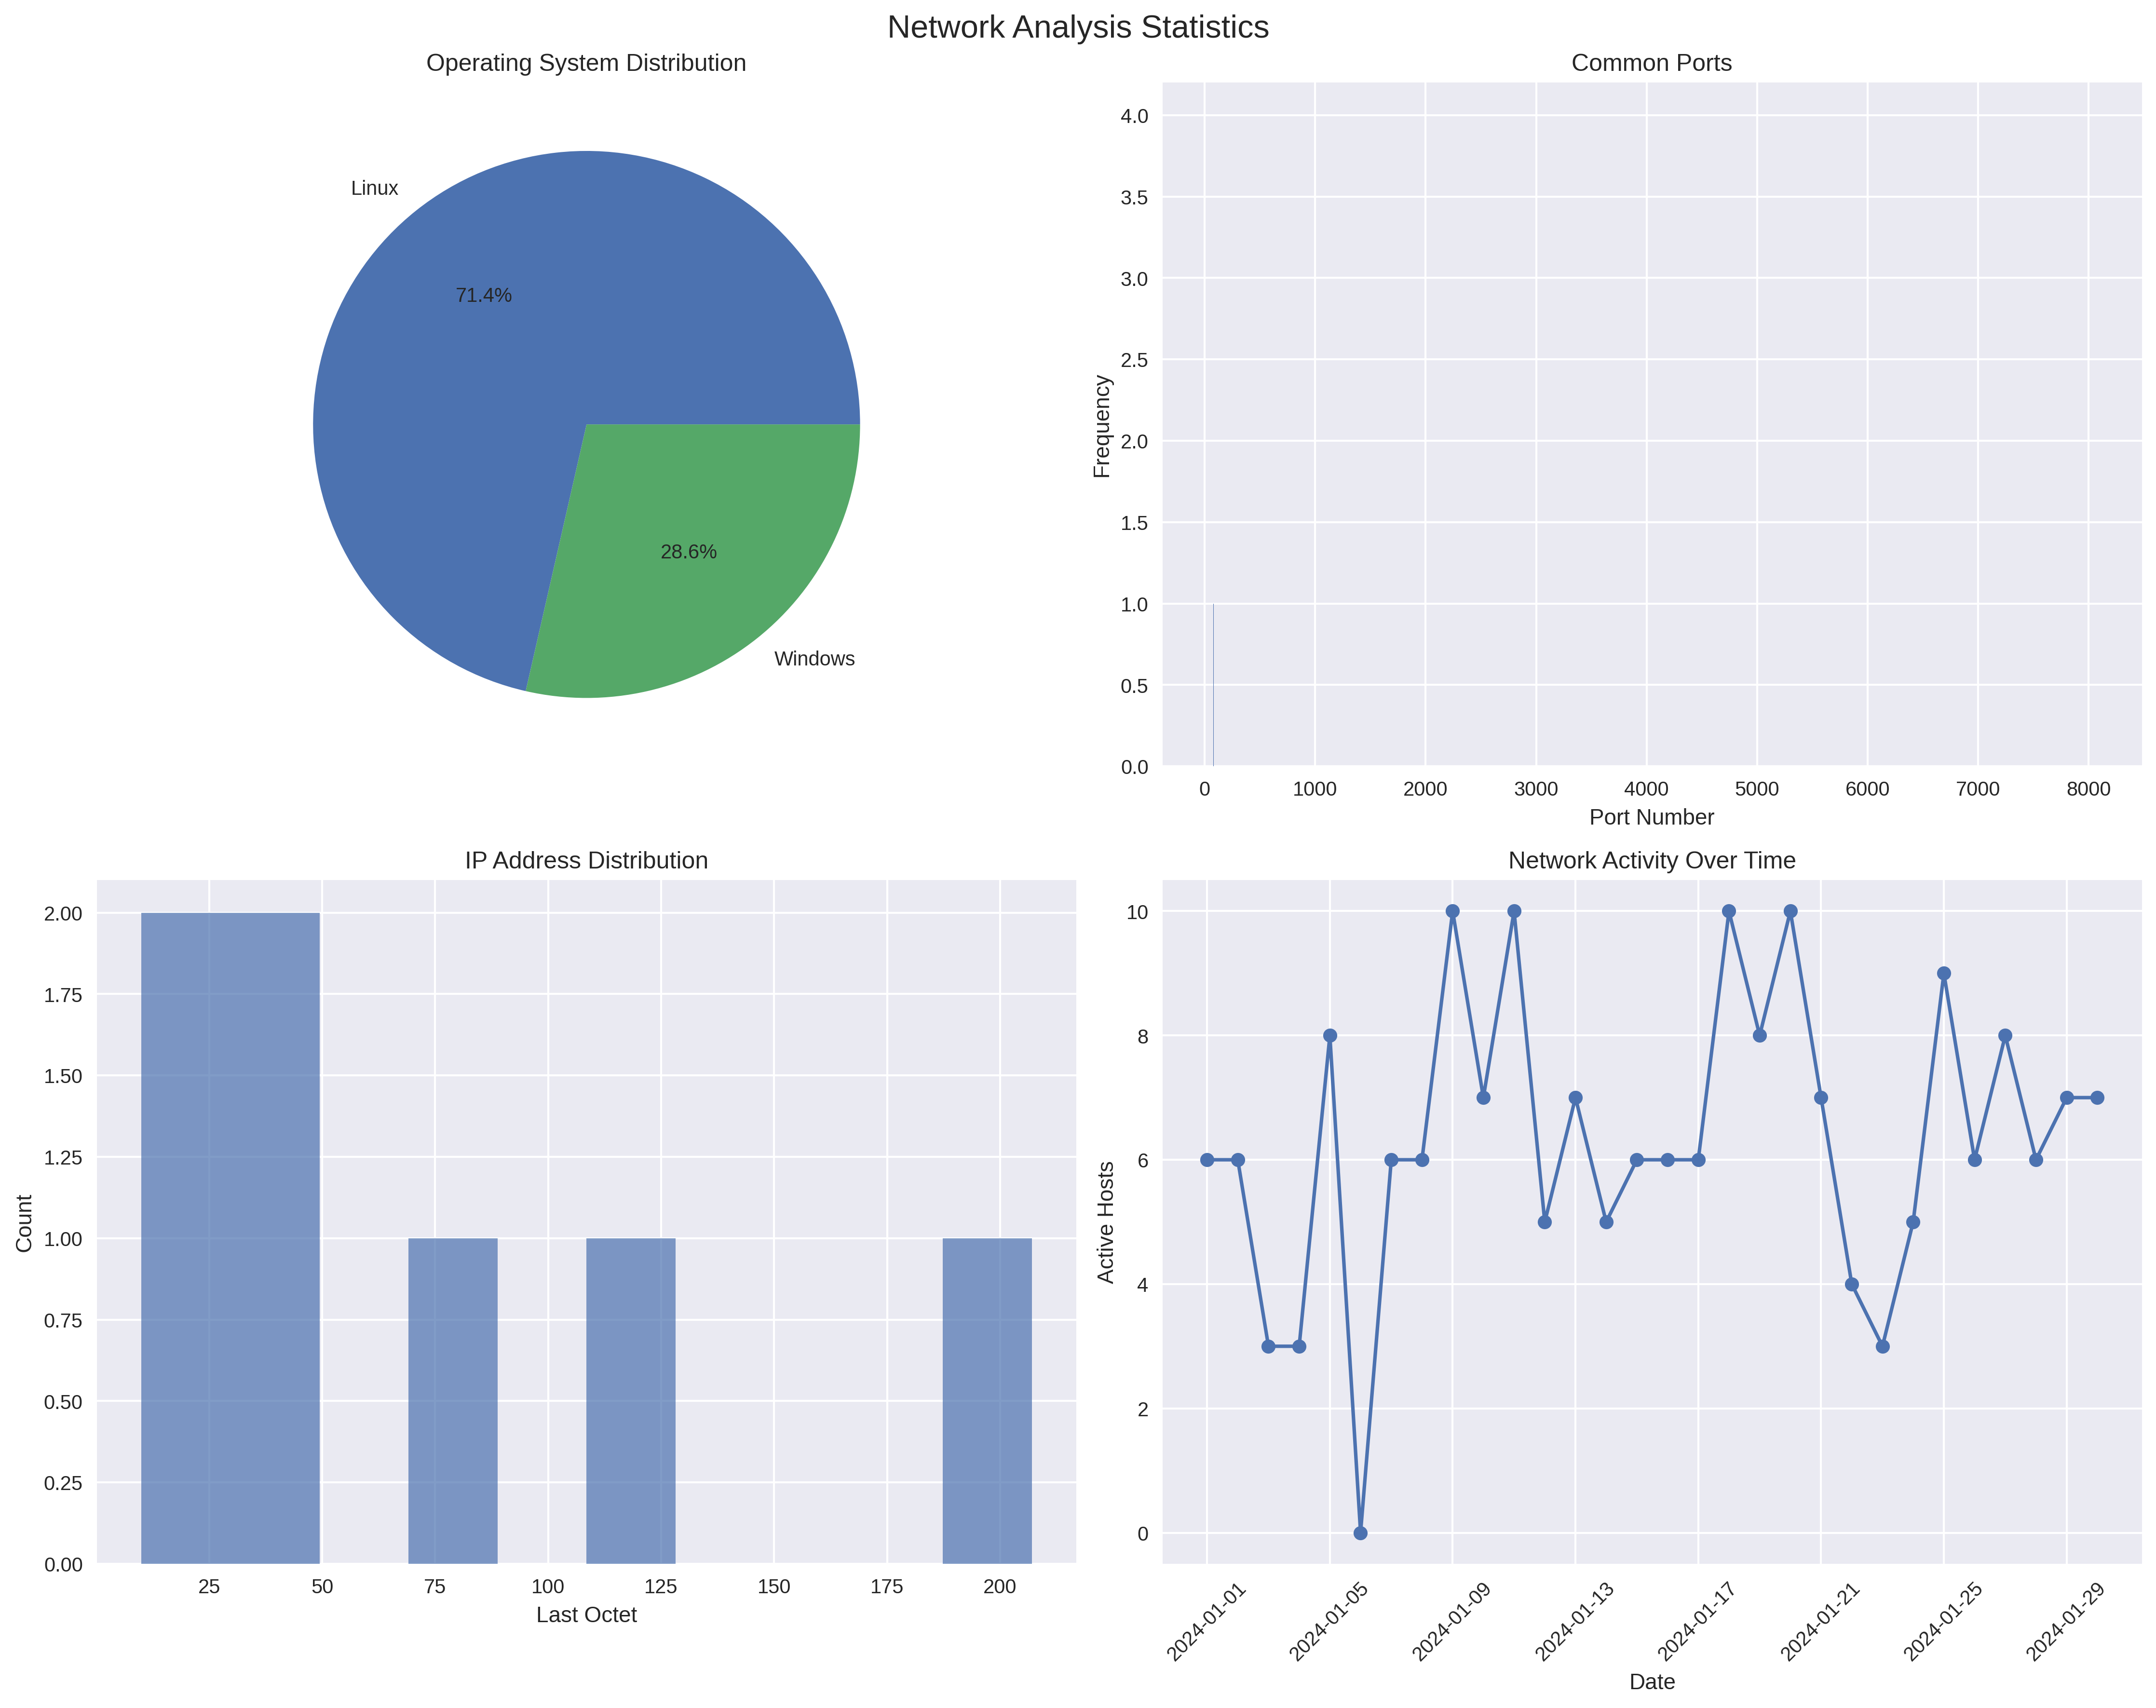 Network Analysis Statistics
Operating System Distribution
Linux
71.4%
28.6%
Windows
Common Ports
4.0
3.5
3.0
2.5
2.0
1.5
1.0
0.5
0.0
Frequency
0 1000 2000 3000 4000 5000 6000 7000 8000
Port Number
IP Address Distribution
2.00
1.75
1.50
1.25
1.00
0.75
0.50
0.25
0.00
Count
25 50 75 100 125 150 175 200
Last Octet
Network Activity Over Time
10
8
6
4
2
0
Active Hosts
2024-01-01 2024-01-05 2024-01-09 2024-01-13 2024-01-17 2024-01-21 2024-01-25 2024-01-29
Date